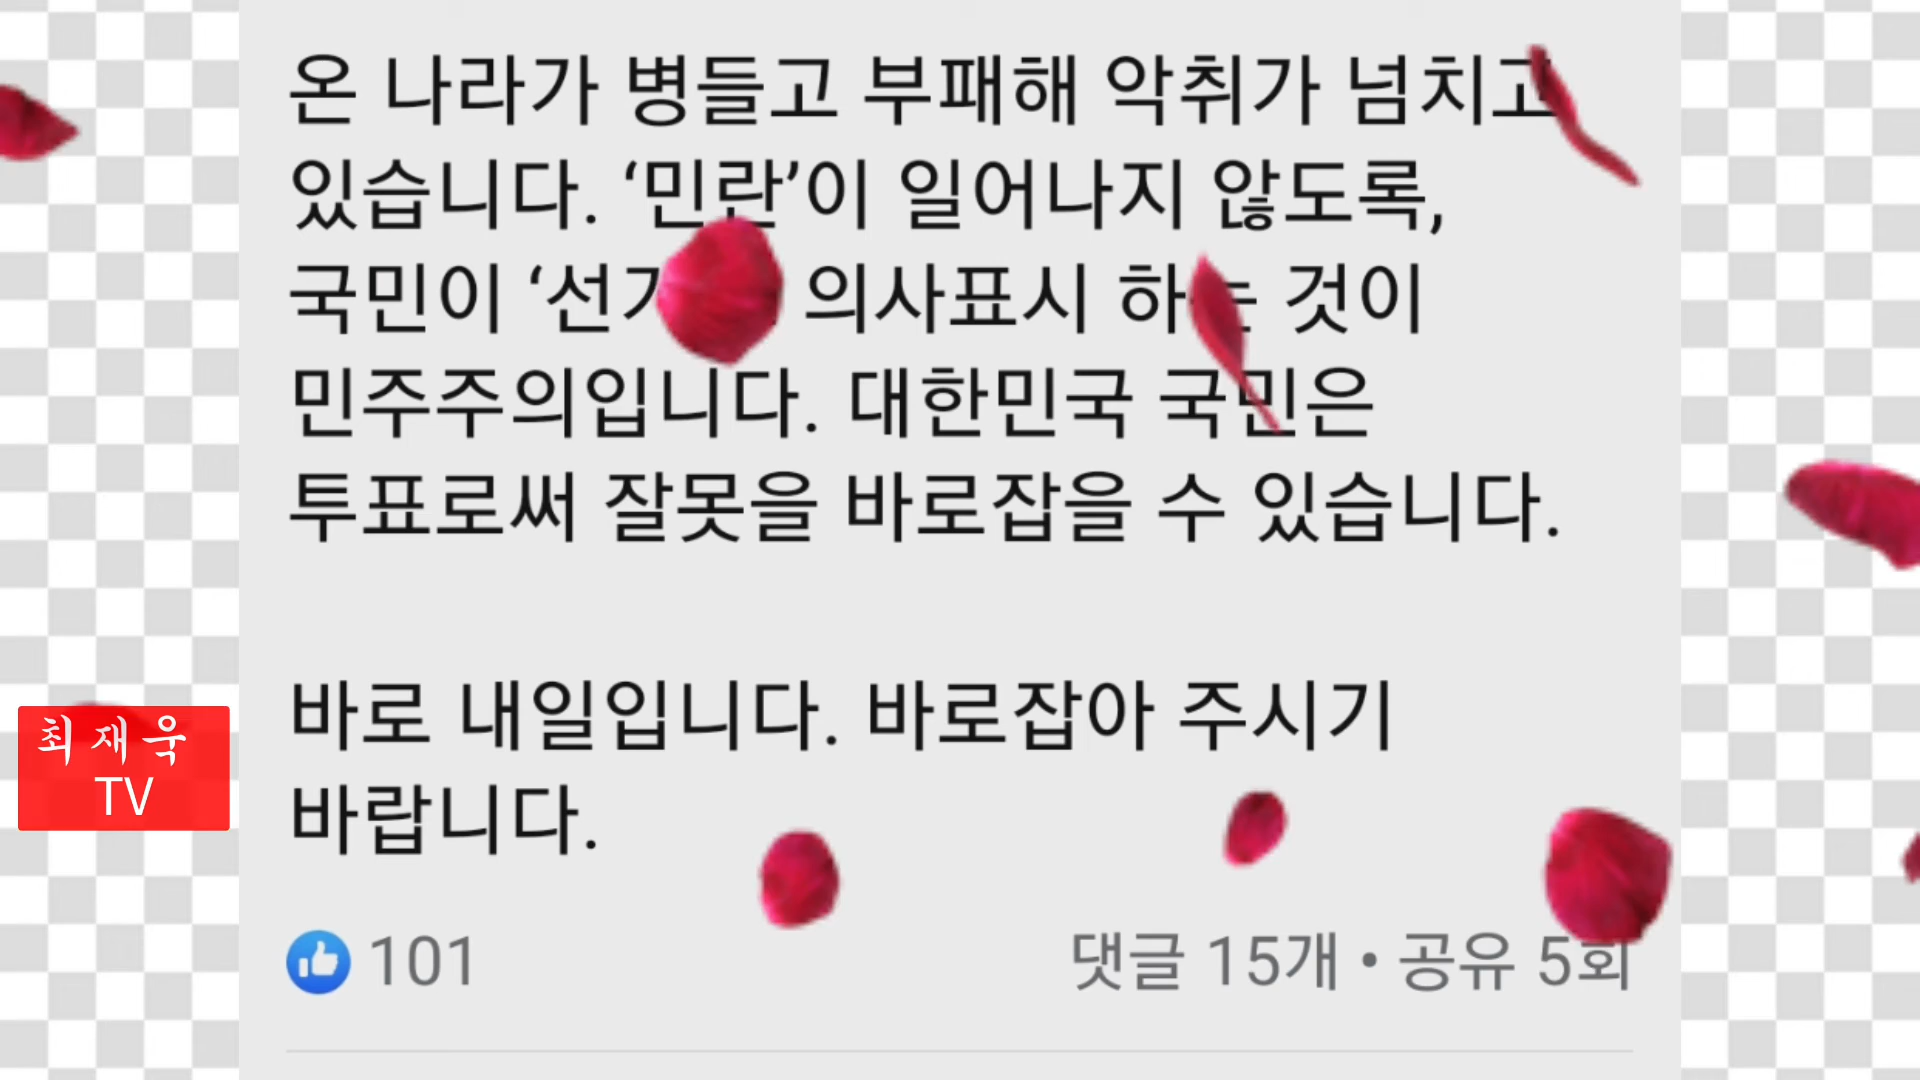 온 나라가 병들고 부패해 악취가 넘치고
있습니다. ‘민란’이 일어나지 않도록,
국민이 의사표시 하는 것이
민주주의입니다. 대한민국 국민은
투표로써 잘못을 바로잡을 수 있습니다.
바로 내일입니다. 바로잡아 주시기
바랍니다.
최재욱
TV
101
댓글 15개 • 공유 5회